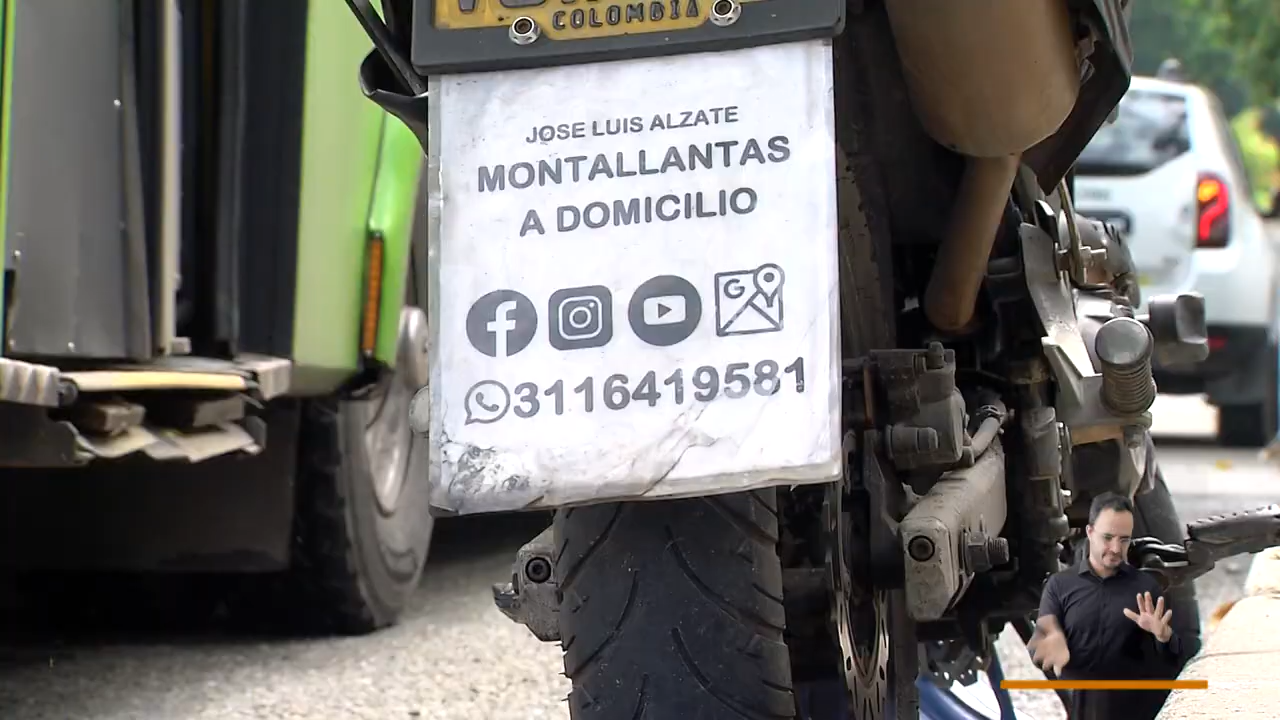 COLOMBIA
JOSE LUIS ALZATE
MONTALLANTAS
A DOMICILIO
3116419581